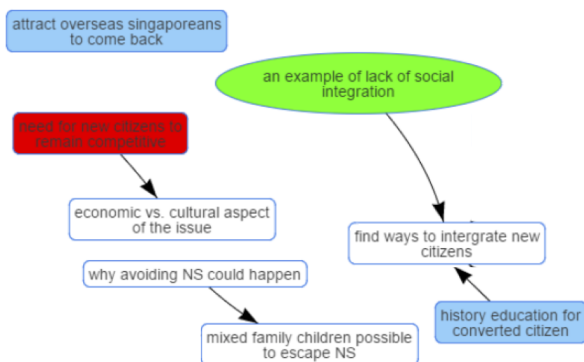 attract overseas singaporeans
to come back
an example of lack of social
integration
need for new citizens to
remain competitive
economic vs. cultural aspect
of the issue
find ways to intergrate new
citizens
why avoiding NS could happen
history education for
converted citizen
mixed family children possible
to escape NS